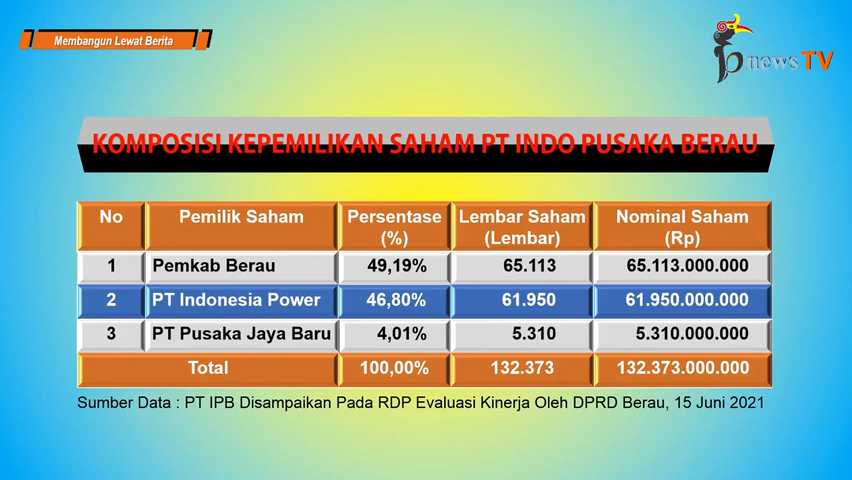 Membangun Lewat Berita
bnews TV
KOMPOSISI KEPEMILIKAN SAHAM PT INDO PUSAKA BERAU
No Pemilik Saham Persentase (%) Lembar Saham (Lembar) Nominal Saham (Rp)
1 Pemkab Berau 49,19% 65.113 65.113.000.000
2 PT Indonesia Power 46,80% 61.950 61.950.000.000
3 PT Pusaka Jaya Baru 4,01% 5.310 5.310.000.000
Total 100,00% 132.373 132.373.000.000
Sumber Data : PT IPB Disampaikan Pada RDP Evaluasi Kinerja Oleh DPRD Berau, 15 Juni 2021